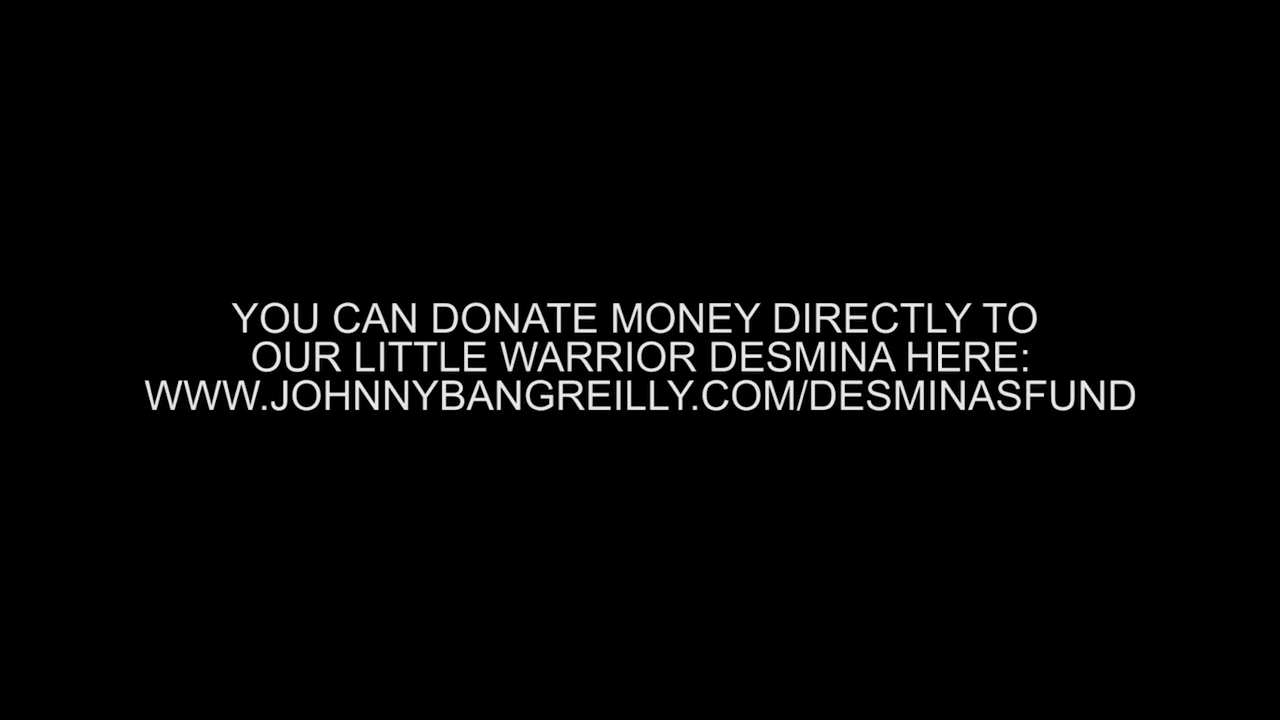 YOU CAN DONATE MONEY DIRECTLY TO
OUR LITTLE WARRIOR DESMINA HERE:
WWW.JOHNNYBANGREILLY.COM/DESMINASFUND